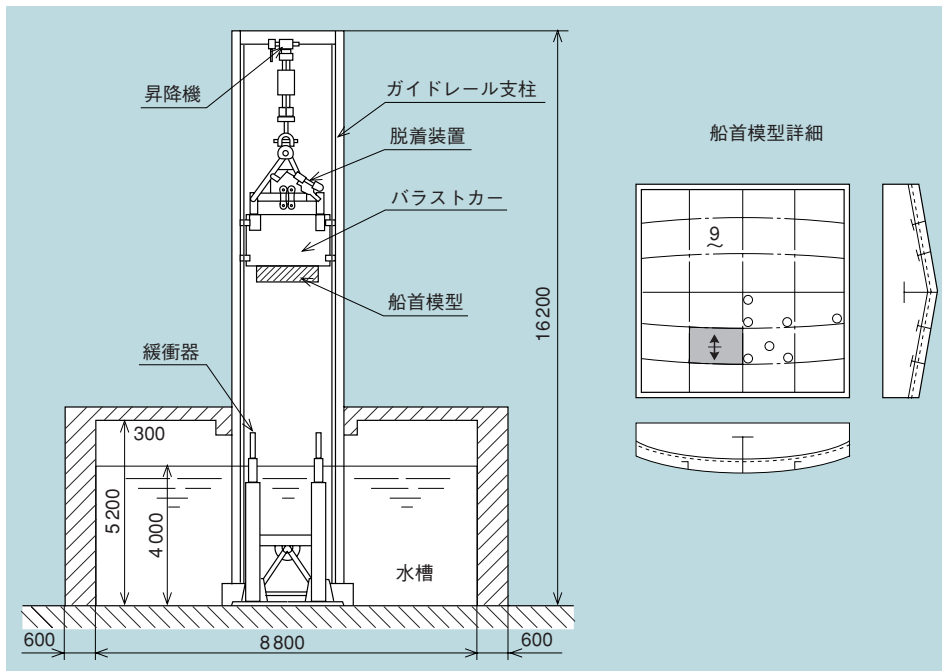 昇降機
ガイドレール支柱
脱着装置
バラストカー
船首模型
緩衝器
水槽
300
5200
4000
16200
600
8800
600
船首模型詳細
9